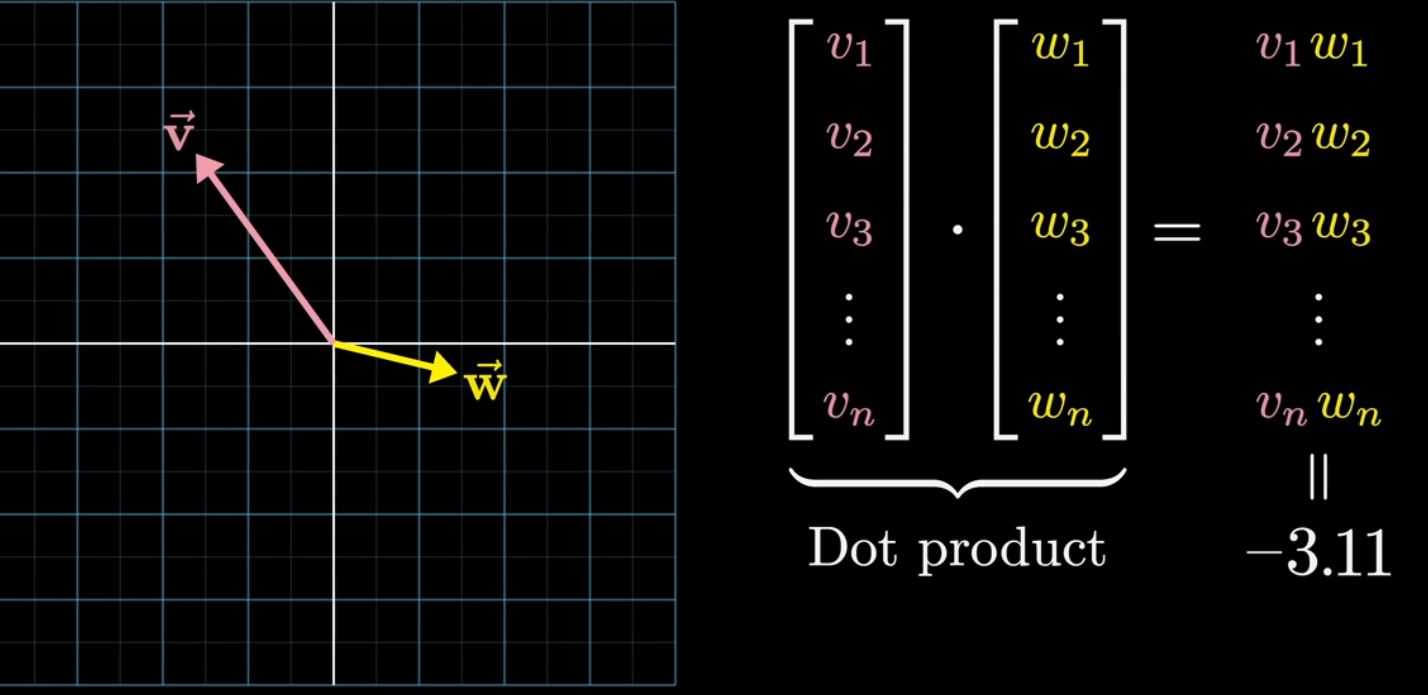 v⃗
w⃗
[v₁ v₂ v₃ ⋮ vₙ] · [w₁ w₂ w₃ ⋮ wₙ] =
v₁w₁
v₂w₂
v₃w₃
⋮
vₙwₙ
||
Dot product
−3.11